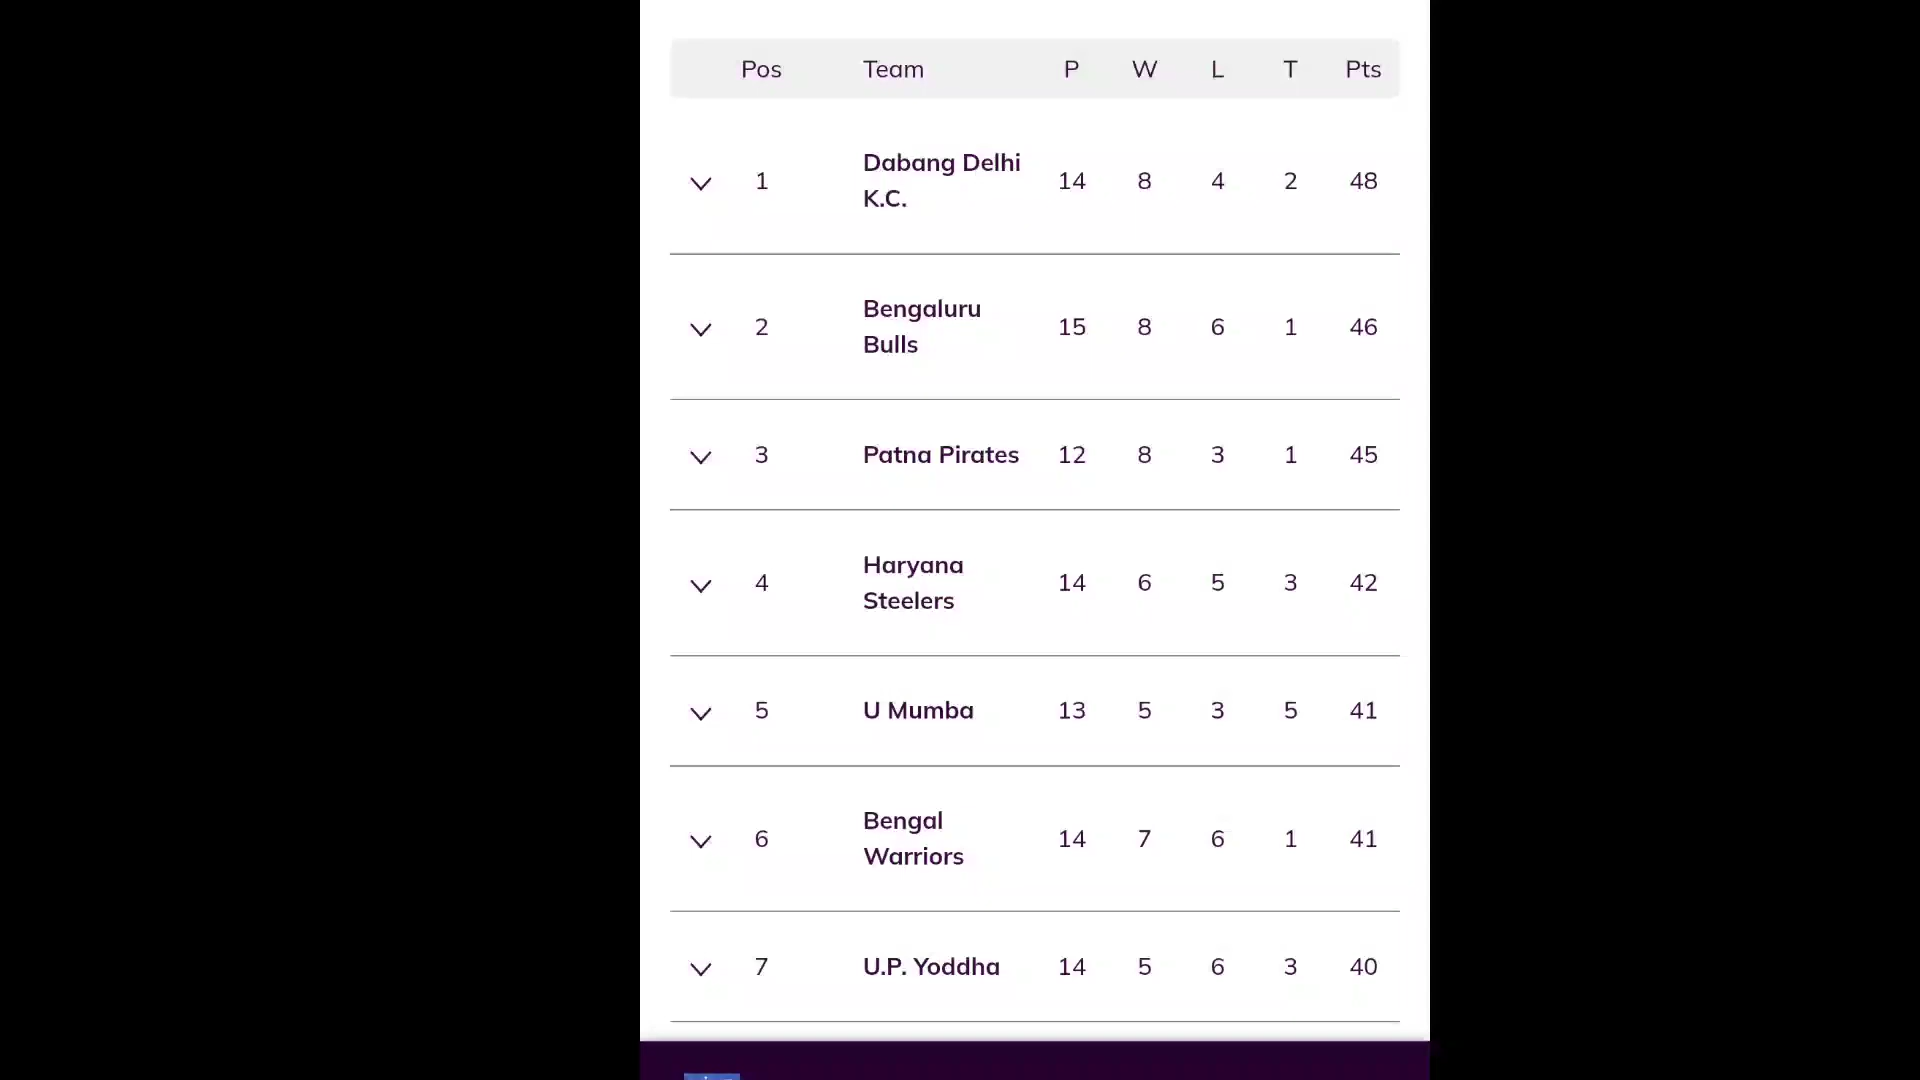 Pos Team P W L T Pts
1 Dabang Delhi K.C. 14 8 4 2 48
2 Bengaluru Bulls 15 8 6 1 46
3 Patna Pirates 12 8 3 1 45
4 Haryana Steelers 14 6 5 3 42
5 U Mumba 13 5 3 5 41
6 Bengal Warriors 14 7 6 1 41
7 U.P. Yoddha 14 5 6 3 40